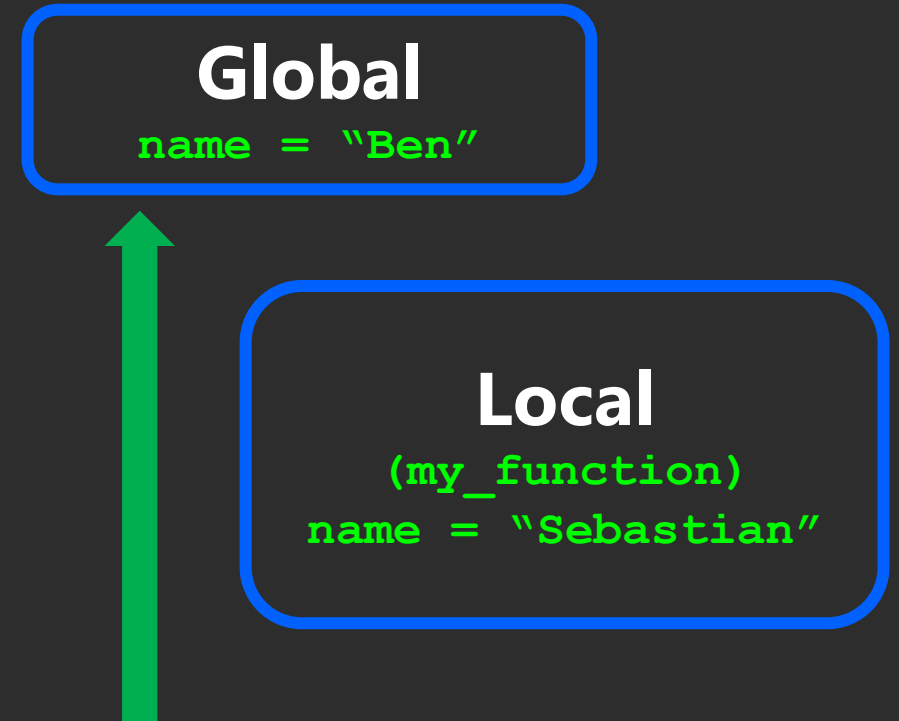 Global
name = “Ben”
Local
(my_function)
name = “Sebastian”